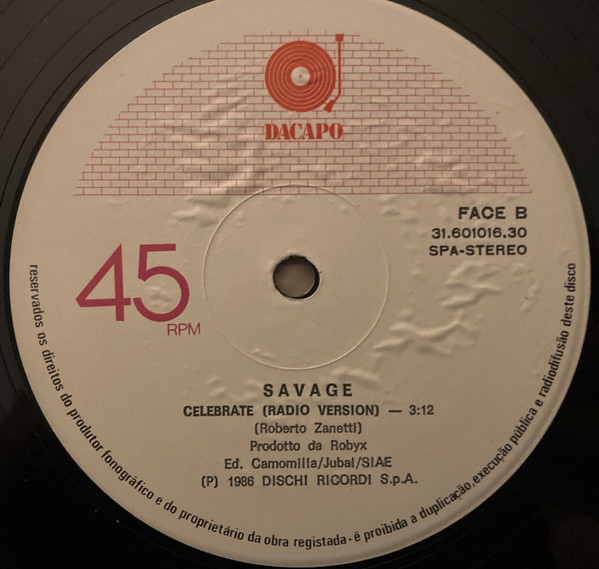 DACAPO
FACE B
31.601016.30
SPA-STEREO
45
RPM
SAVAGE
CELEBRATE (RADIO VERSION) — 3:12
(Roberto Zanetti)
Prodotto da Robyx
Ed. Camomilla/Jubal/SIAE
(P) 1986 DISCHI RICORDI S.p.A.
reservados os direitos do produtor fonográfico e do proprietário da obra registada · é proibida a duplicação, execução pública e radiodifusão deste disco